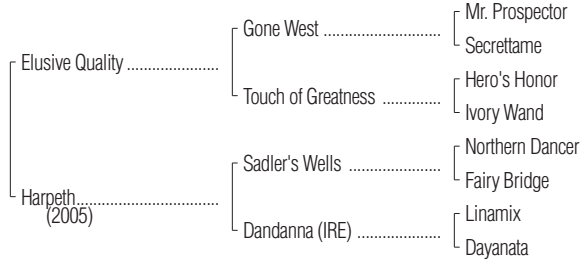 Mr. Prospector
Gone West ........................
Secrettame
Elusive Quality ...................
Hero's Honor
Touch of Greatness ............
Ivory Wand
Northern Dancer
Sadler's Wells ...................
Fairy Bridge
Harpeth.............................
(2005)
Linamix
Dandanna (IRE) .................
Dayanata